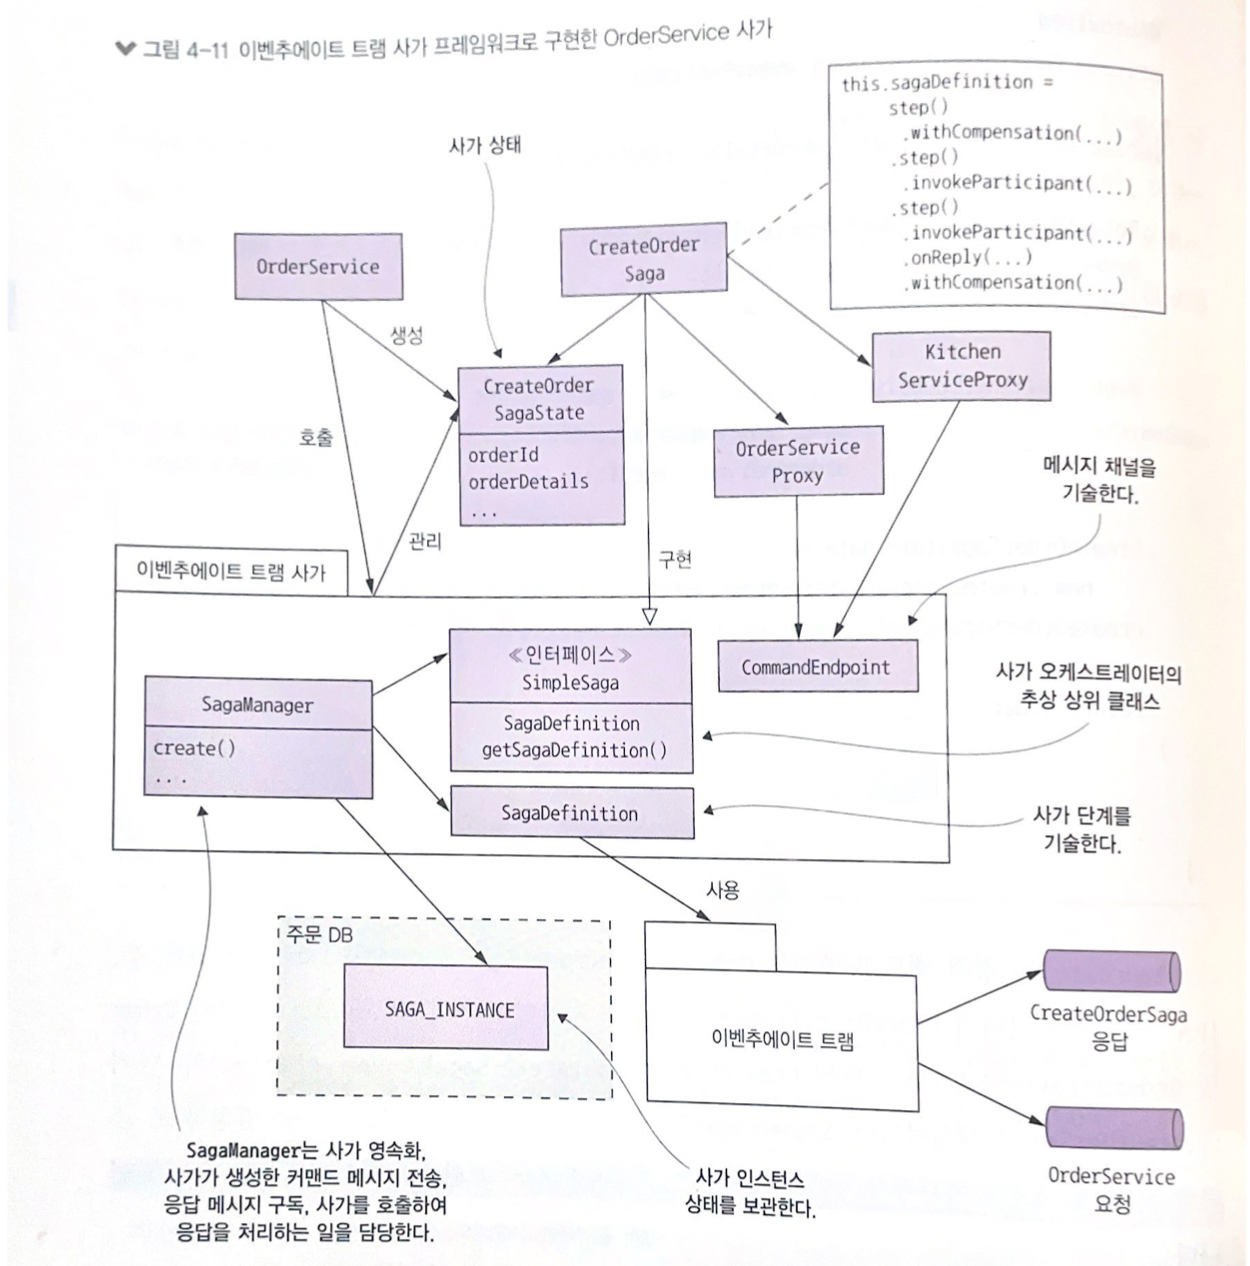 그림 4-11 이벤추에이트 트램 사가 프레임워크로 구현한 OrderService 사가
this.sagaDefinition =
step()
.withCompensation(...)
.step()
.invokeParticipant(...)
.step()
.invokeParticipant(...)
.onReply(...)
.withCompensation(...)
사가 상태
OrderService
CreateOrder
Saga
생성
Kitchen
ServiceProxy
CreateOrder
SagaState
orderId
orderDetails
...
호출
OrderService
Proxy
메시지 채널을
기술한다.
관리
구현
이벤추에이트 트램 사가
≪인터페이스≫
SimpleSaga
SagaDefinition
getSagaDefinition()
CommandEndpoint
사가 오케스트레이터의
추상 상위 클래스
SagaManager
create()
...
SagaDefinition
사가 단계를
기술한다.
사용
주문 DB
SAGA_INSTANCE
이벤추에이트 트램
CreateOrderSaga
응답
OrderService
요청
SagaManager는 사가 영속화,
사가가 생성한 커맨드 메시지 전송,
응답 메시지 구독, 사가를 호출하여
응답을 처리하는 일을 담당한다.
사가 인스턴스
상태를 보관한다.